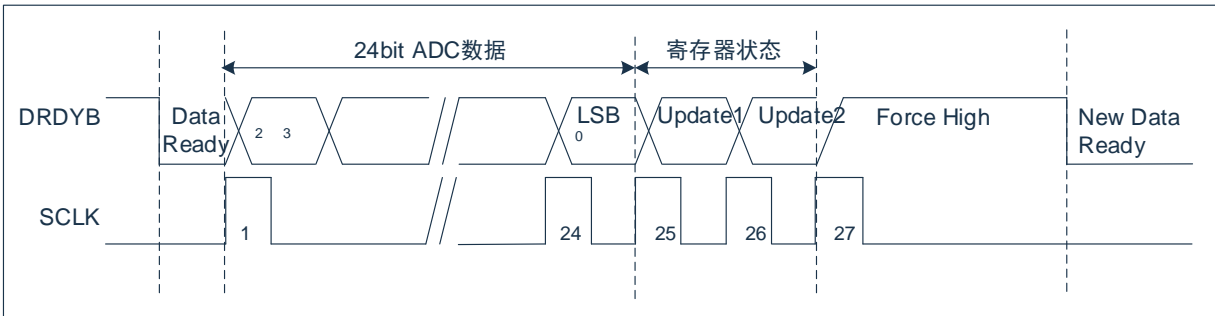 24bit ADC数据
寄存器状态
DRDYB
Data
Ready
2 3
LSB
0
Update1
Update2
Force High
New Data
Ready
SCLK
1
24
25
26
27